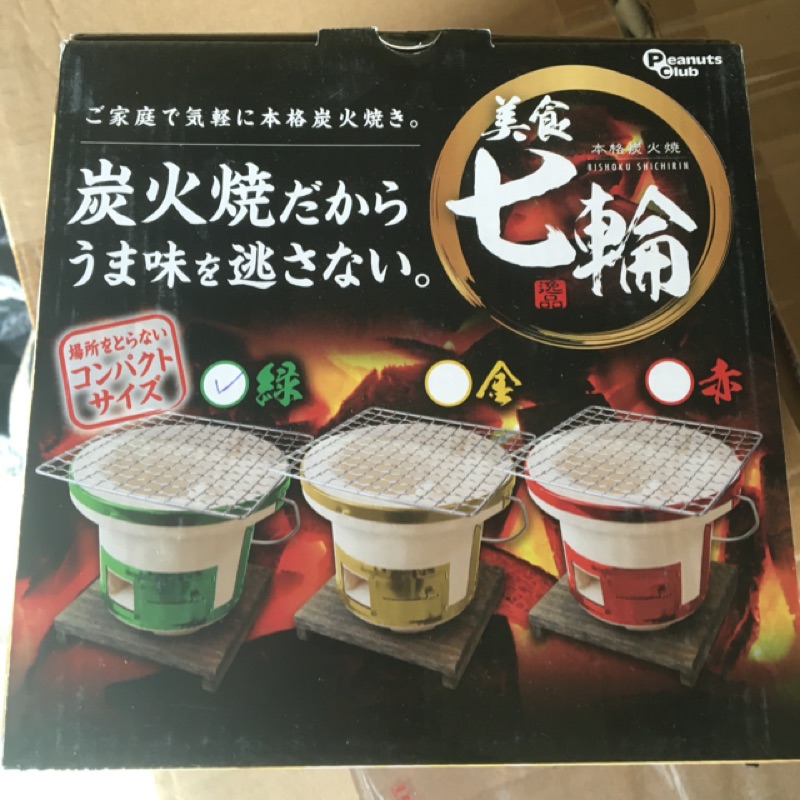 Peanuts
Club
ご家庭で気軽に本格炭火焼き。
炭火焼だから
うま味を逃さない。
美食
本格炭火焼
BISHOKU SHICHIRIN
七輪
逸品
場所をとらない
コンパクト
サイズ
緑
金
赤